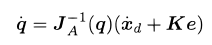 q̇ = J_A^{-1}(q)(ẋ_d + Ke)